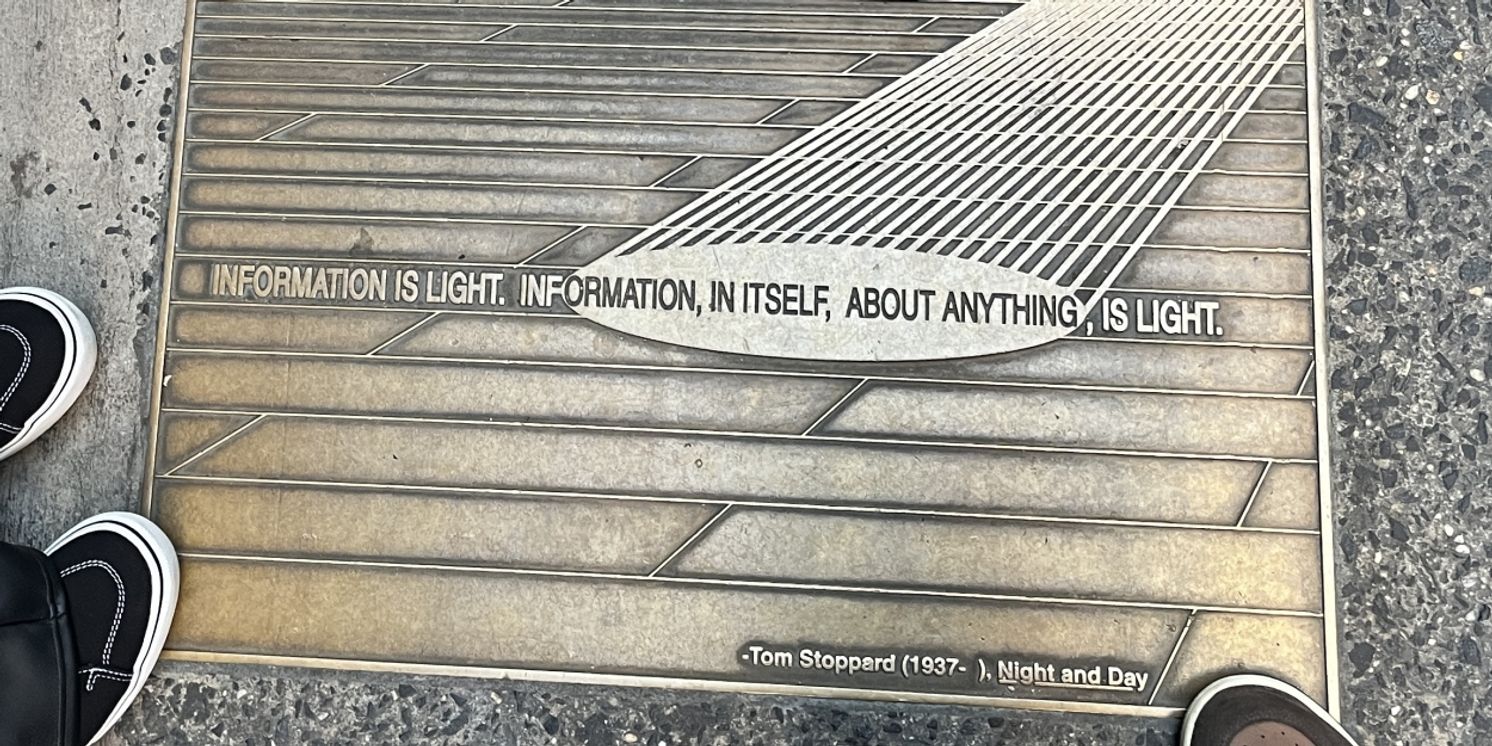 INFORMATION IS LIGHT. INFORMATION, IN ITSELF, ABOUT ANYTHING, IS LIGHT.
-Tom Stoppard (1937- ), Night and Day